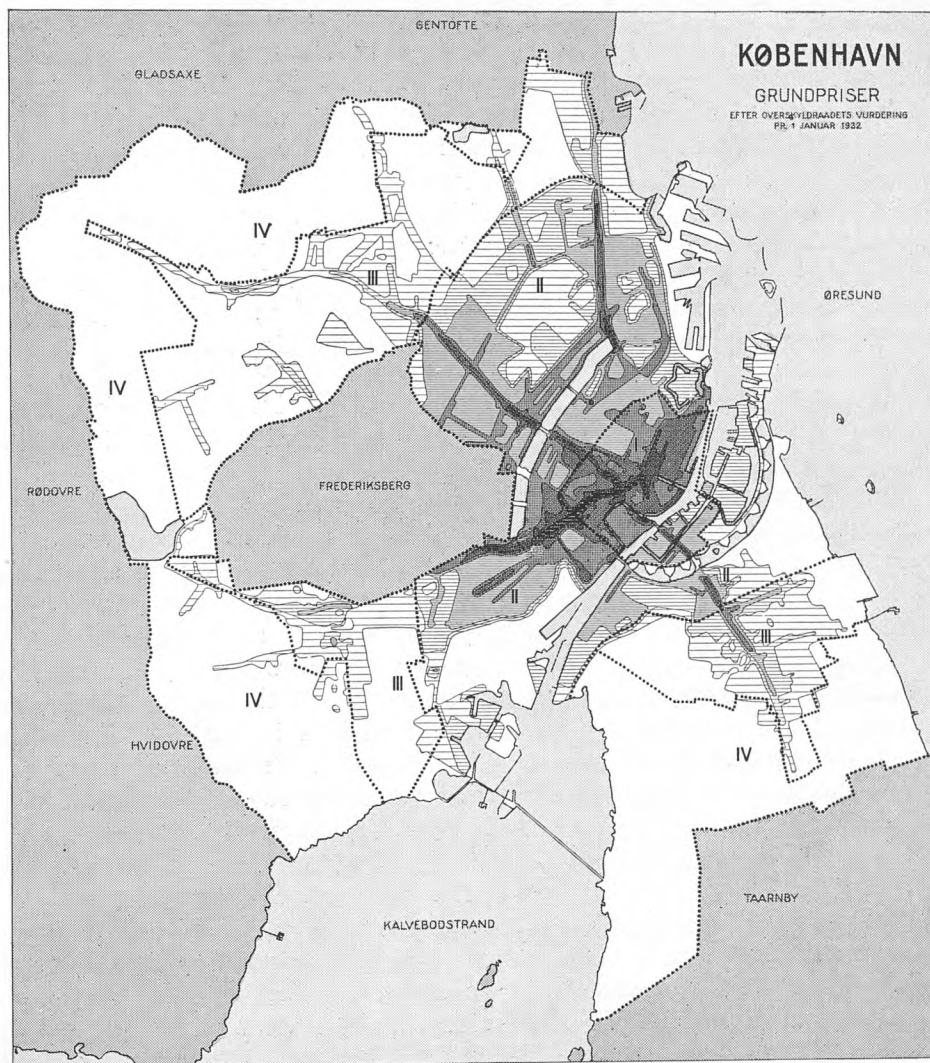 GENTOFTE
KØBENHAVN
GLADSAXE
GRUNDPRISER
EFTER OVERSKYLDRAADETS VURDERING
PR. 1 JANUAR 1932
IV
III
II
ØRESUND
IV
RØDOVRE
FREDERIKSBERG
II
II
III
III
IV
HVIDOVRE
IV
TAARNBY
KALVEBODSTRAND